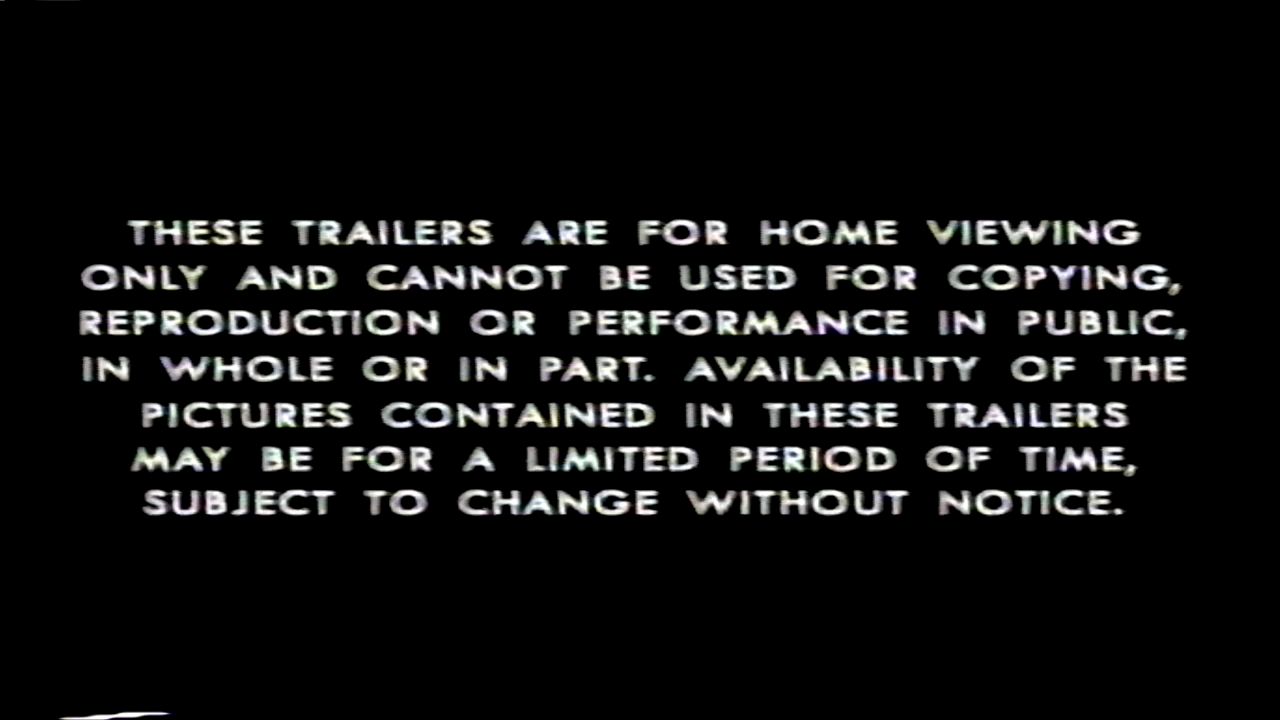 THESE TRAILERS ARE FOR HOME VIEWING
ONLY AND CANNOT BE USED FOR COPYING,
REPRODUCTION OR PERFORMANCE IN PUBLIC,
IN WHOLE OR IN PART. AVAILABILITY OF THE
PICTURES CONTAINED IN THESE TRAILERS
MAY BE FOR A LIMITED PERIOD OF TIME,
SUBJECT TO CHANGE WITHOUT NOTICE.